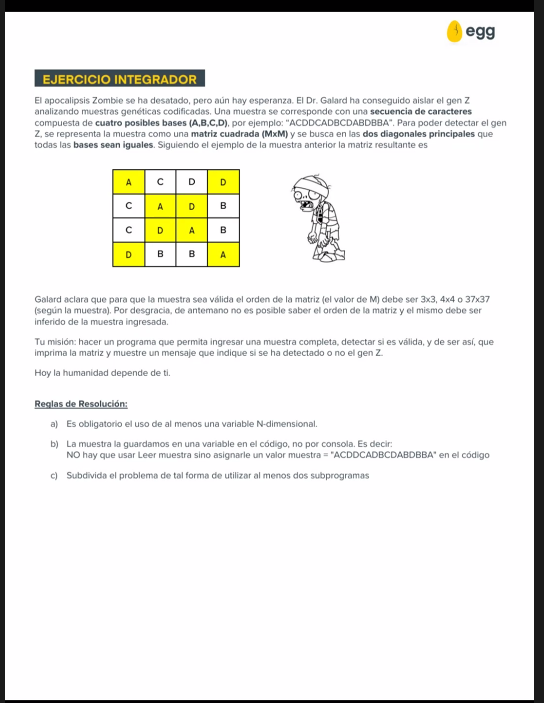 egg
EJERCICIO INTEGRADOR
El apocalipsis Zombie se ha desatado, pero aún hay esperanza. El Dr. Galard ha conseguido aislar el gen Z
analizando muestras genéticas codificadas. Una muestra se corresponde con una secuencia de caracteres
compuesta de cuatro posibles bases (A,B,C,D), por ejemplo: "ACDDCADBCDABDBBA". Para poder detectar el gen
Z, se representa la muestra como una matriz cuadrada (MxM) y se busca en las dos diagonales principales que
todas las bases sean iguales. Siguiendo el ejemplo de la muestra anterior la matriz resultante es
A C D D
C A D B
C D A B
D B B A
Galard aclara que para que la muestra sea válida el orden de la matriz (el valor de M) debe ser 3x3, 4x4 o 37x37
(según la muestra). Por desgracia, de antemano no es posible saber el orden de la matriz y el mismo debe ser
inferido de la muestra ingresada.
Tu misión: hacer un programa que permita ingresar una muestra completa, detectar si es válida, y de ser así, que
imprima la matriz y muestre un mensaje que indique si se ha detectado o no el gen Z.
Hoy la humanidad depende de ti.
Reglas de Resolución:
a) Es obligatorio el uso de al menos una variable N-dimensional.
b) La muestra la guardamos en una variable en el código, no por consola. Es decir:
NO hay que usar Leer muestra sino asignarle un valor muestra = "ACDDCADBCDABDBBA" en el código
c) Subdivida el problema de tal forma de utilizar al menos dos subprogramas